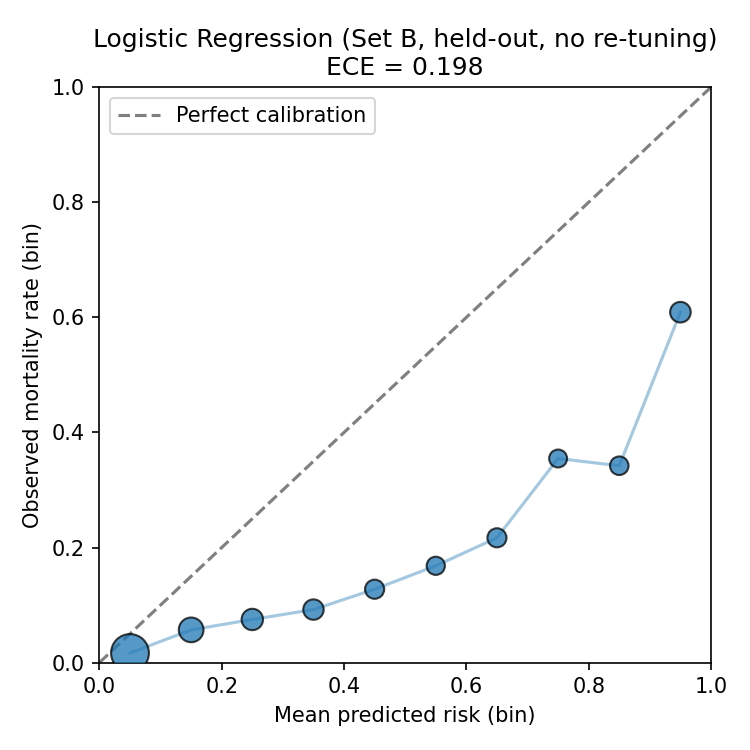 Logistic Regression (Set B, held-out, no re-tuning)
ECE = 0.198
Perfect calibration
1.0
0.8
0.6
0.4
0.2
0.0
Observed mortality rate (bin)
0.0 0.2 0.4 0.6 0.8 1.0
Mean predicted risk (bin)